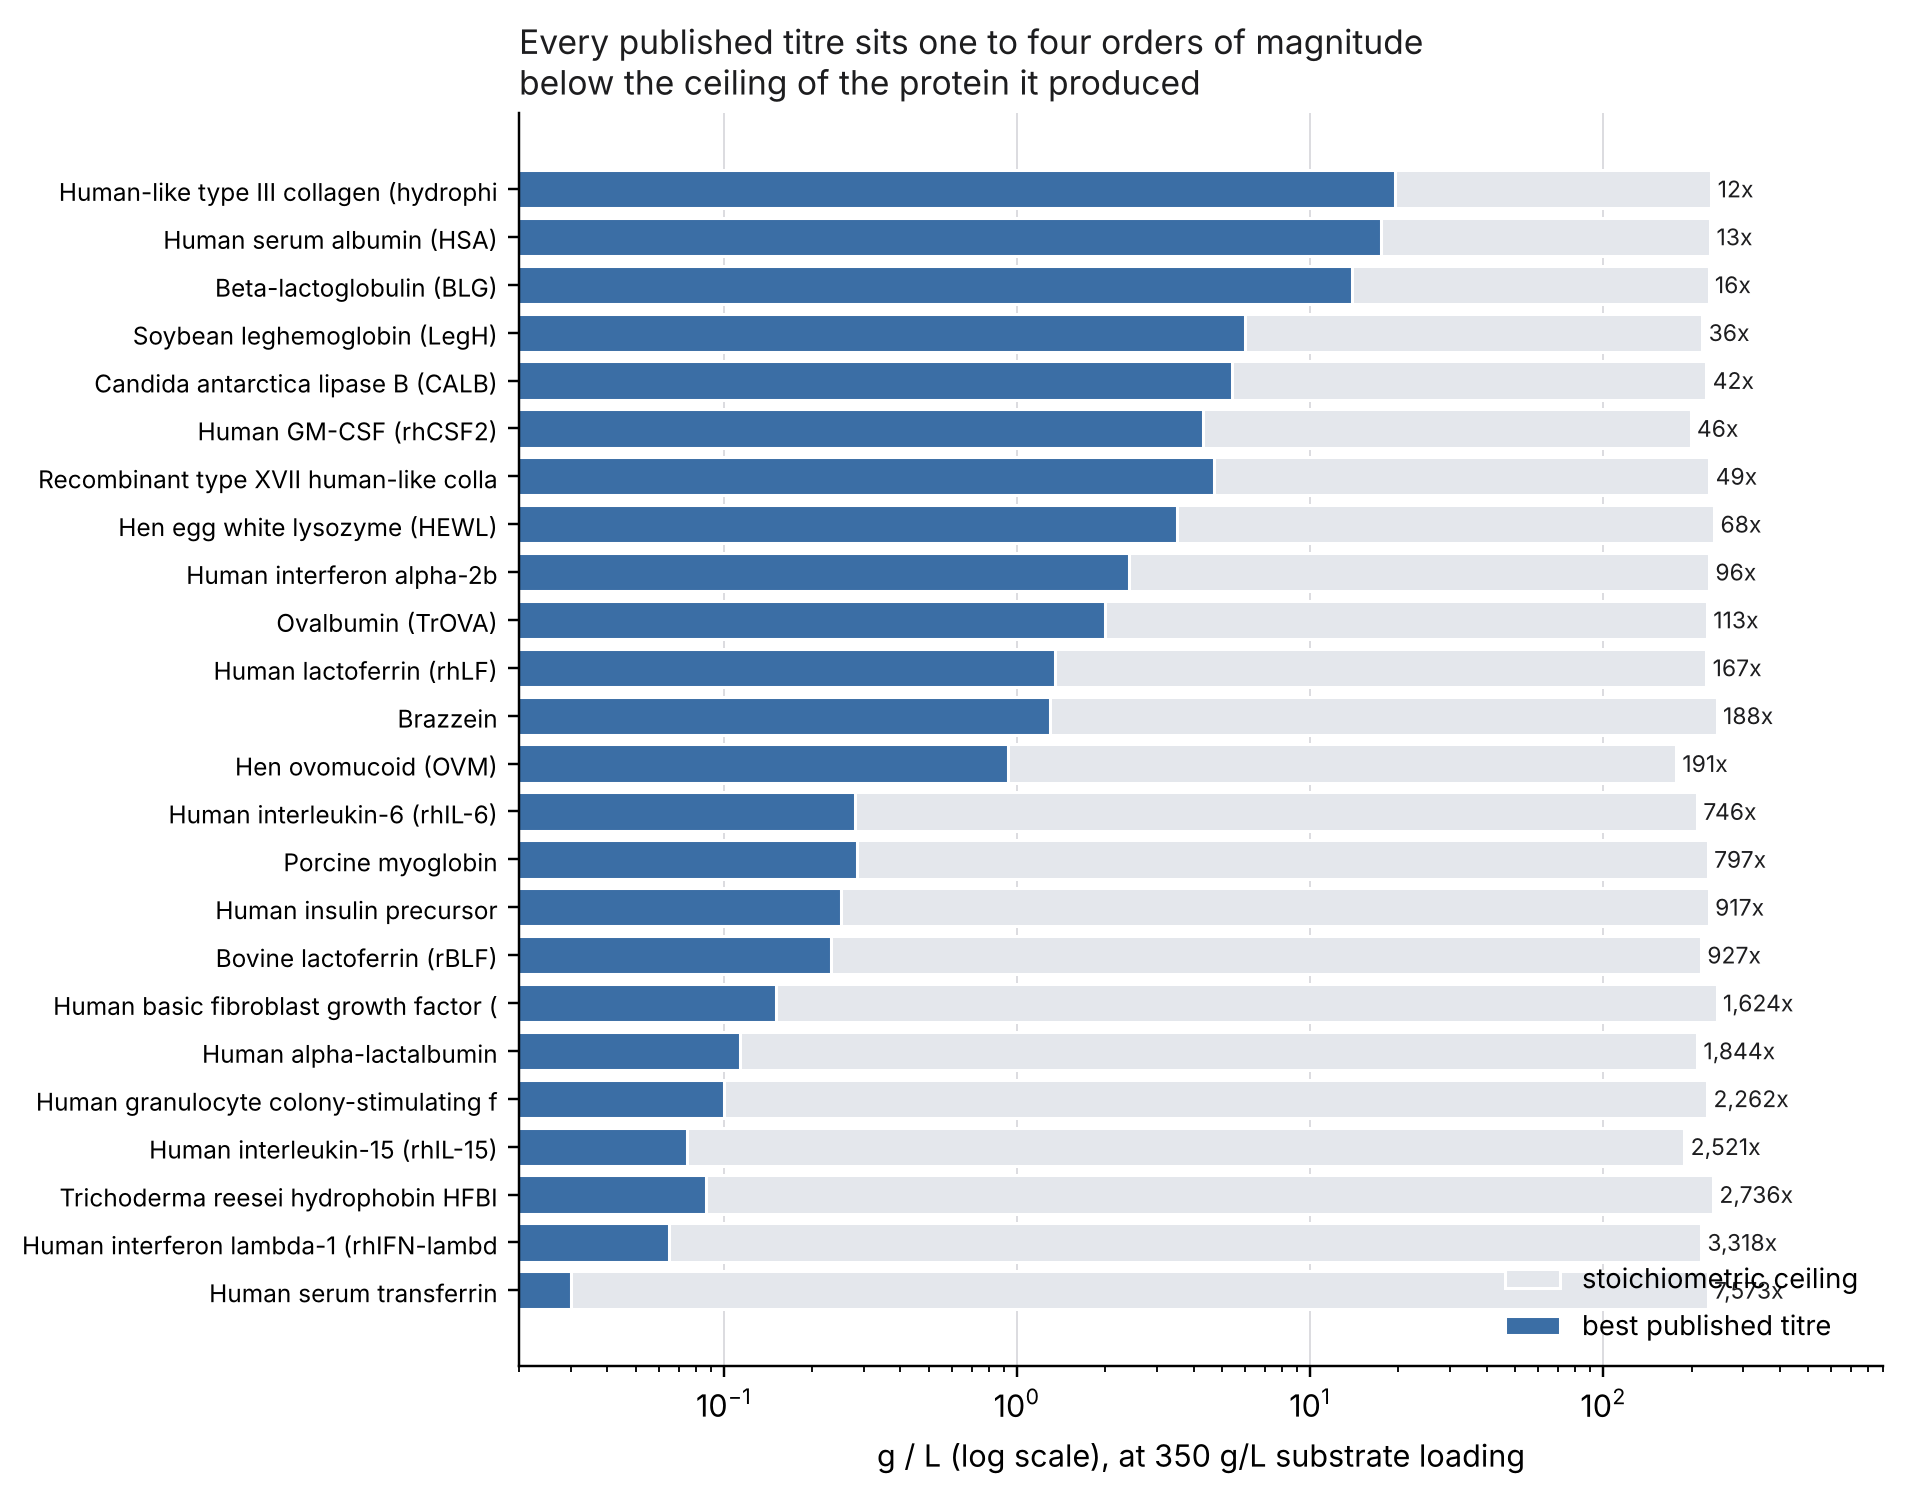 Every published titre sits one to four orders of magnitude
below the ceiling of the protein it produced
Human-like type III collagen (hydrophi 12x
Human serum albumin (HSA) 13x
Beta-lactoglobulin (BLG) 16x
Soybean leghemoglobin (LegH) 36x
Candida antarctica lipase B (CALB) 42x
Human GM-CSF (rhCSF2) 46x
Recombinant type XVII human-like colla 49x
Hen egg white lysozyme (HEWL) 68x
Human interferon alpha-2b 96x
Ovalbumin (TrOVA) 113x
Human lactoferrin (rhLF) 167x
Brazzein 188x
Hen ovomucoid (OVM) 191x
Human interleukin-6 (rhIL-6) 746x
Porcine myoglobin 797x
Human insulin precursor 917x
Bovine lactoferrin (rBLF) 927x
Human basic fibroblast growth factor ( 1,624x
Human alpha-lactalbumin 1,844x
Human granulocyte colony-stimulating f 2,262x
Human interleukin-15 (rhIL-15) 2,521x
Trichoderma reesei hydrophobin HFBI 2,736x
Human interferon lambda-1 (rhIFN-lambd 3,318x
Human serum transferrin 7,573x
stoichiometric ceiling
best published titre
10⁻¹ 10⁰ 10¹ 10²
g / L (log scale), at 350 g/L substrate loading